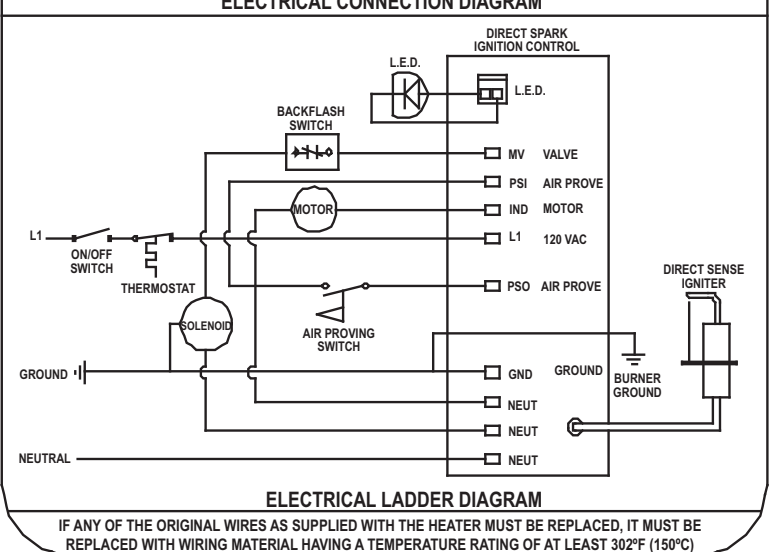 ELECTRICAL CONNECTION DIAGRAM
DIRECT SPARK
IGNITION CONTROL
L.E.D.
L.E.D.
BACKFLASH
SWITCH
MV VALVE
PSI AIR PROVE
MOTOR
IND MOTOR
L1
L1 120 VAC
ON/OFF
SWITCH
THERMOSTAT
PSO AIR PROVE
DIRECT SENSE
IGNITER
SOLENOID
AIR PROVING
SWITCH
GROUND
GND GROUND
BURNER
GROUND
NEUT
NEUT
NEUTRAL
NEUT
ELECTRICAL LADDER DIAGRAM
IF ANY OF THE ORIGINAL WIRES AS SUPPLIED WITH THE HEATER MUST BE REPLACED, IT MUST BE
REPLACED WITH WIRING MATERIAL HAVING A TEMPERATURE RATING OF AT LEAST 302ºF (150ºC)